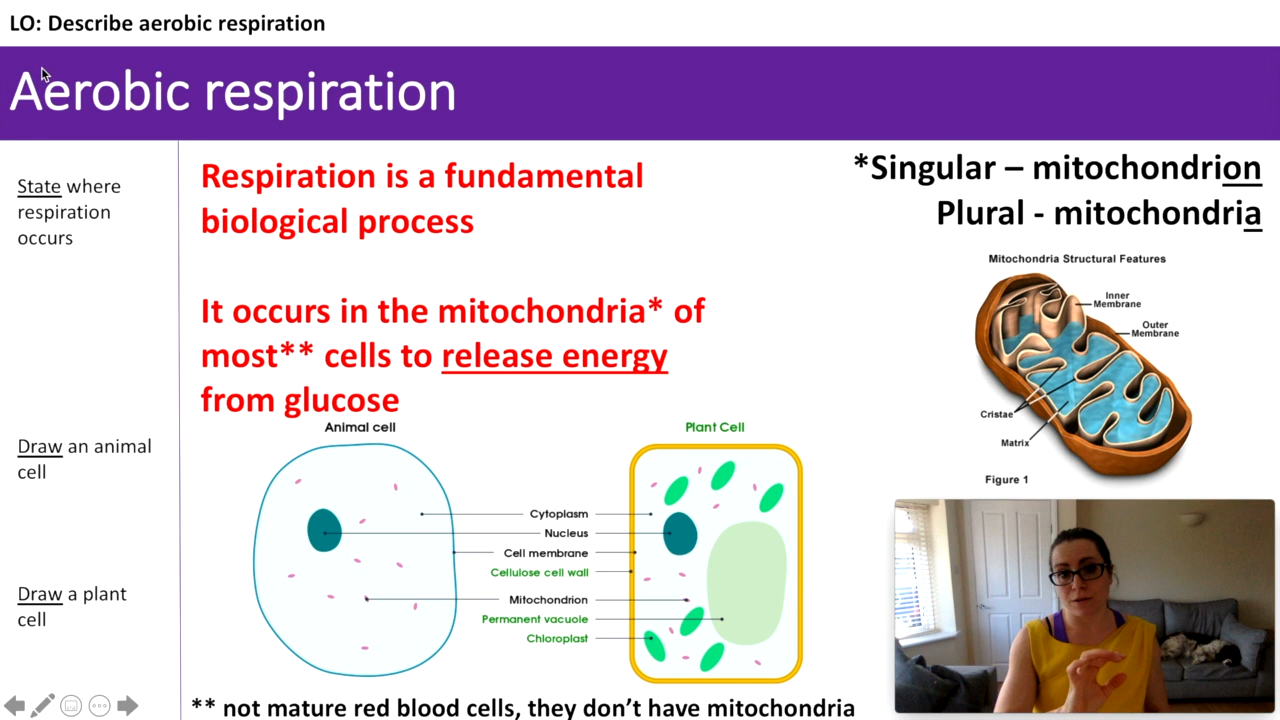 LO: Describe aerobic respiration
Aerobic respiration
State where
respiration
occurs
Draw an animal
cell
Draw a plant
cell
Respiration is a fundamental
biological process
It occurs in the mitochondria* of
most** cells to release energy
from glucose
*Singular – mitochondrion
Plural - mitochondria
Mitochondria Structural Features
Inner
Membrane
Outer
Membrane
Cristae
Matrix
Figure 1
Animal cell
Plant Cell
Cytoplasm
Nucleus
Cell membrane
Cellulose cell wall
Mitochondrion
Permanent vacuole
Chloroplast
** not mature red blood cells, they don’t have mitochondria